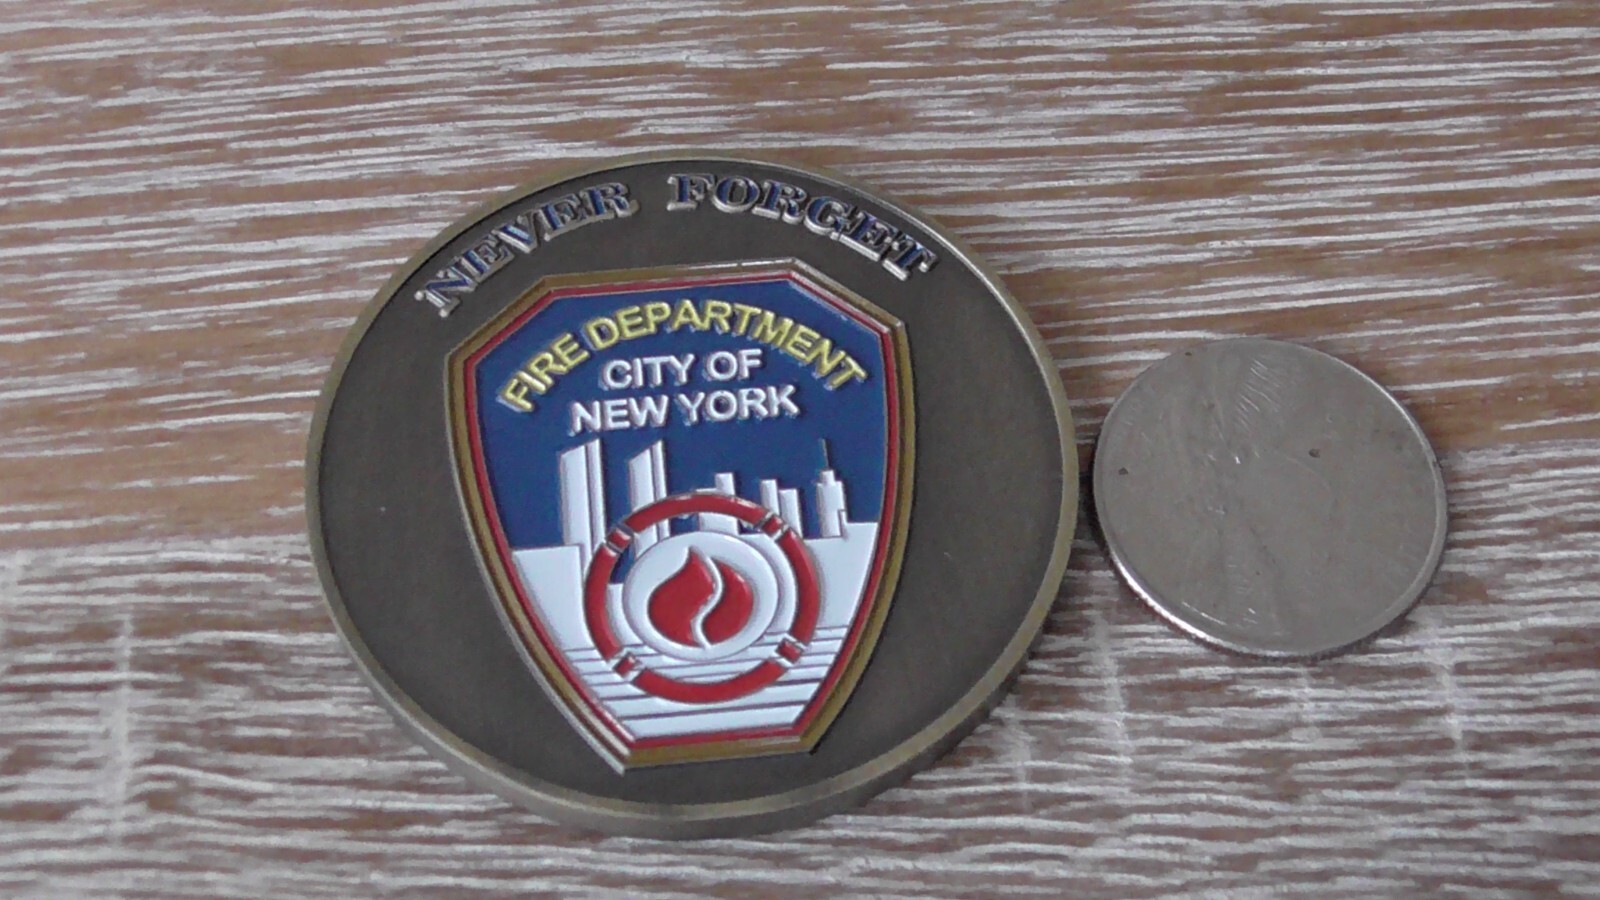 NEVER FORGET
FIRE DEPARTMENT
CITY OF
NEW YORK